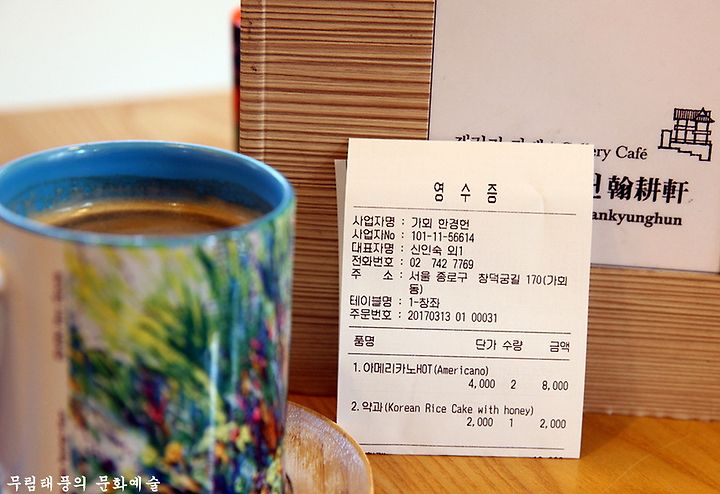 Café
翰耕軒
영 수 증
사업자명 : 가회 한경헌
사업자No : 101-11-56614
대표자명 : 신인숙 외1
전화번호 : 02 742 7769
주 소 : 서울 종로구 창덕궁길 170(가회
동)
테이블명 : 1-창좌
주문번호 : 20170313 01 00031
품명 단가 수량 금액
1.아메리카노HOT(Americano)
4,000 2 8,000
2.약과(Korean Rice Cake with honey)
2,000 1 2,000
무림태풍의 문화예술